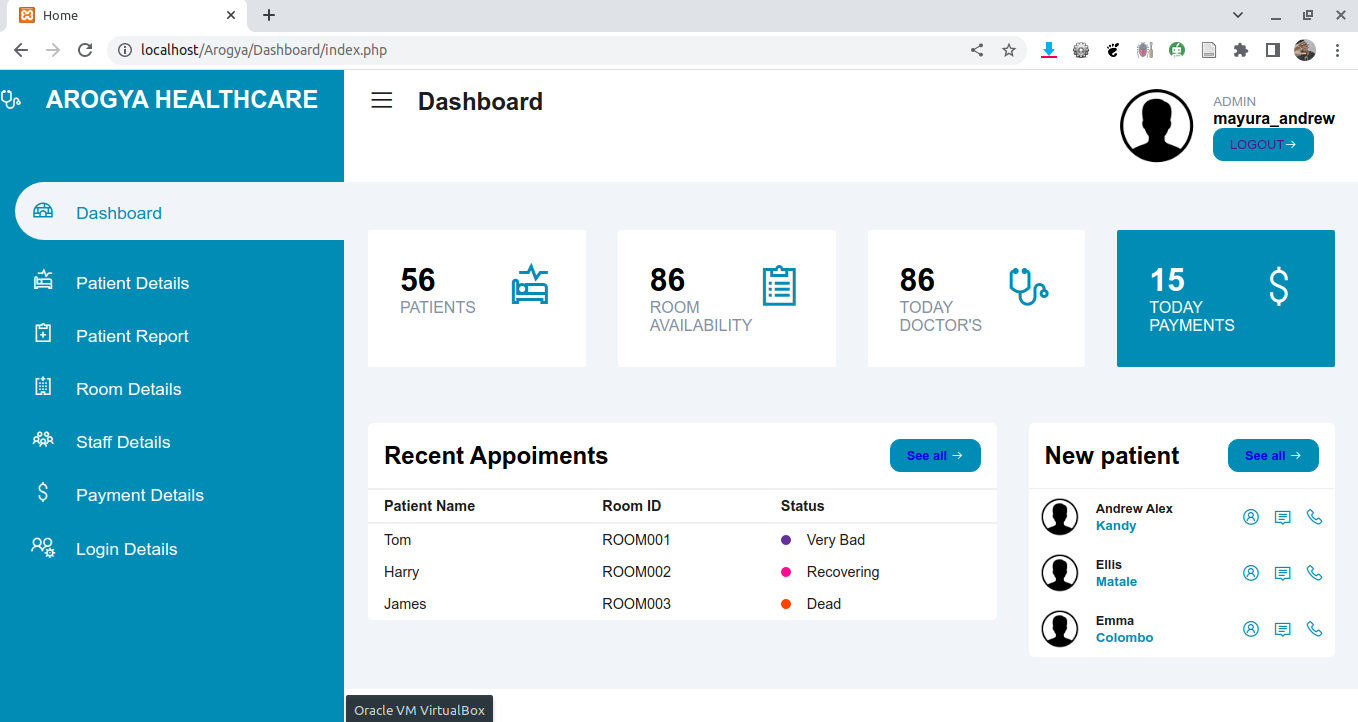 Home
localhost/Arogya/Dashboard/index.php
AROGYA HEALTHCARE
Dashboard
ADMIN
mayura_andrew
LOGOUT→
Dashboard
Patient Details
Patient Report
Room Details
Staff Details
Payment Details
Login Details
56
PATIENTS
86
ROOM
AVAILABILITY
86
TODAY
DOCTOR'S
15
TODAY
PAYMENTS
$
Recent Appoiments
See all →
Patient Name Room ID Status
Tom ROOM001 Very Bad
Harry ROOM002 Recovering
James ROOM003 Dead
New patient
See all →
Andrew Alex
Kandy
Ellis
Matale
Emma
Colombo
Oracle VM VirtualBox